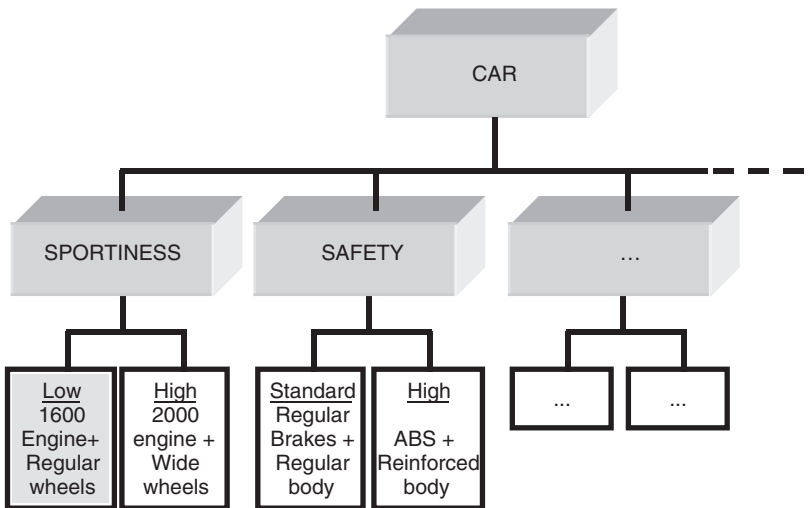 CAR
SPORTINESS
SAFETY
...
Low
1600
Engine+
Regular
wheels
High
2000
engine +
Wide
wheels
Standard
Regular
Brakes +
Regular
body
High
ABS +
Reinforced
body
...
...